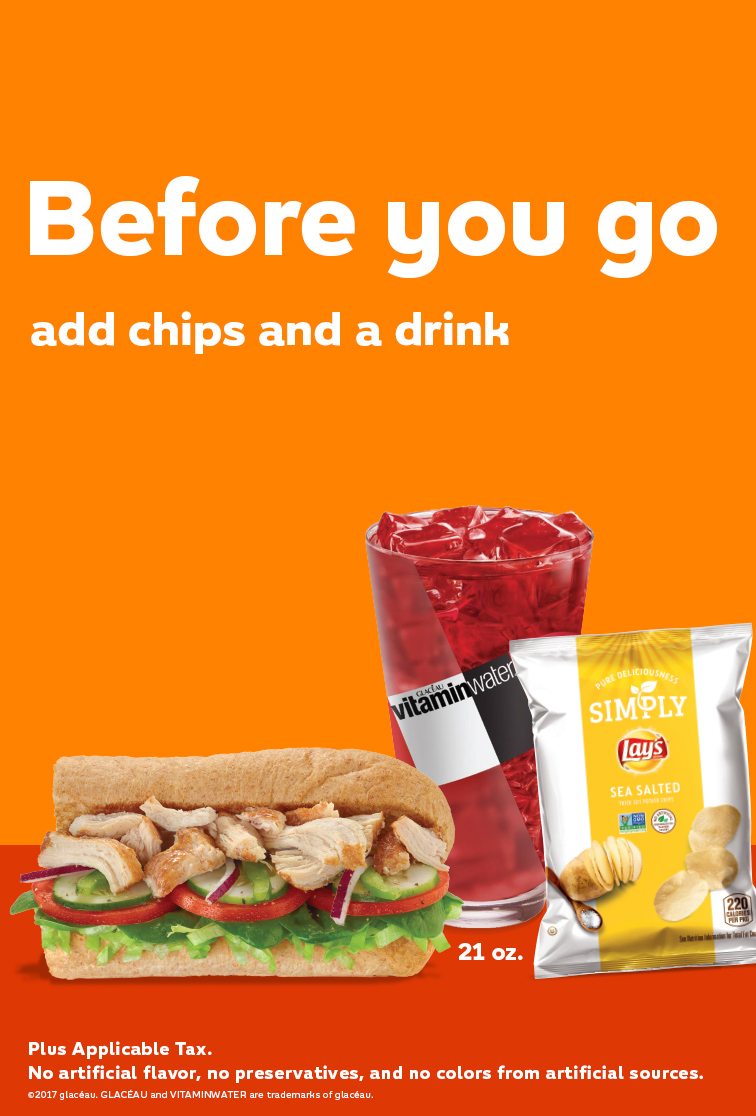 Before you go
add chips and a drink
GLACÉAU
vitaminwater
PURE DELICIOUSNESS
SIMPLY
Lay's
SEA SALTED
220
CALORIES
PER PKG
21 oz.
Plus Applicable Tax.
No artificial flavor, no preservatives, and no colors from artificial sources.
©2017 glacéau. GLACÉAU and VITAMINWATER are trademarks of glacéau.